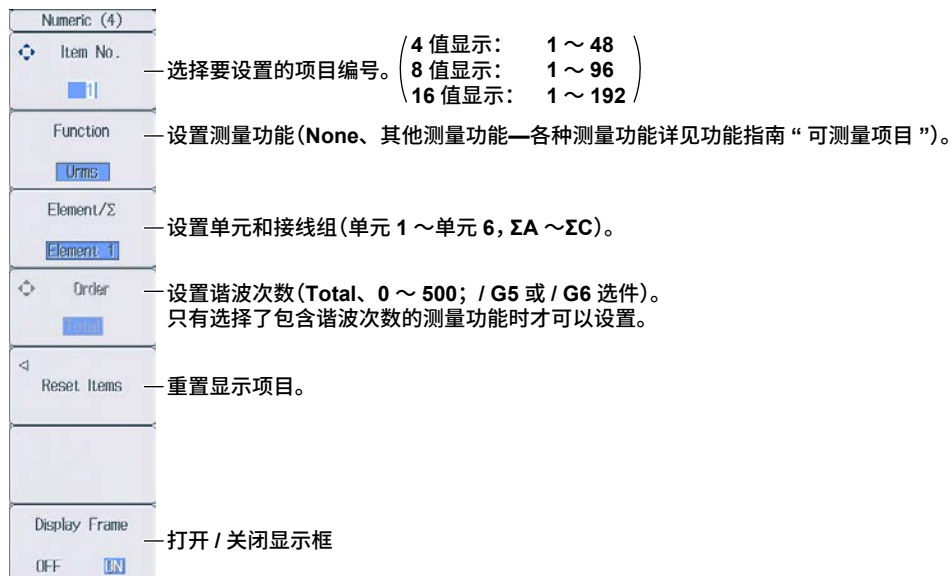 Numeric (4)
Item No.
1
选择要设置的项目编号。
4 值显示： 1 ～ 48
8 值显示： 1 ～ 96
16 值显示： 1 ～ 192
Function
Urms
设置测量功能（None、其他测量功能—各种测量功能详见功能指南 “ 可测量项目 ”）。
Element/Σ
Element 1
设置单元和接线组（单元 1 ～单元 6，ΣA ～ΣC）。
Order
Total
设置谐波次数（Total、0 ～ 500；/ G5 或 / G6 选件）。
只有选择了包含谐波次数的测量功能时才可以设置。
Reset Items
重置显示项目。
Display Frame
OFF ON
打开 / 关闭显示框